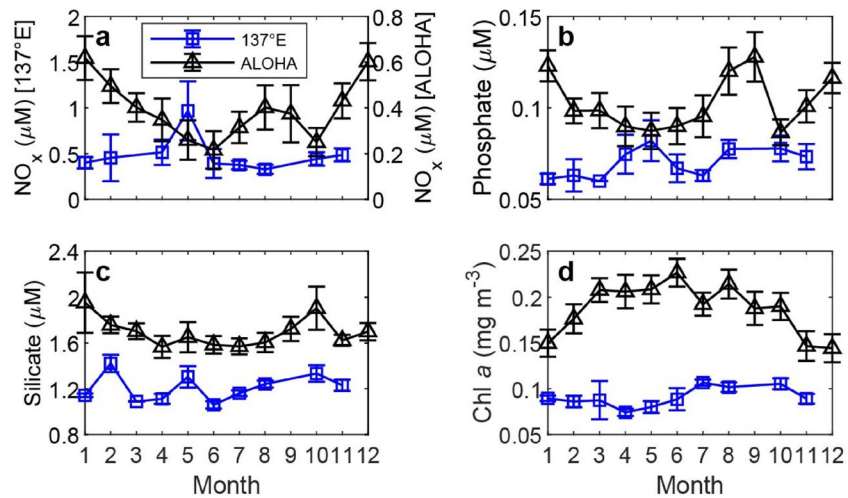 a
137°E
ALOHA
NOx (μM) [137°E]
2
1.5
1
0.5
0
NOx (μM) [ALOHA]
0.8
0.6
0.4
0.2
0
b
Phosphate (μM)
0.15
0.1
0.05
c
Silicate (μM)
2.4
2
1.6
1.2
0.8
1 2 3 4 5 6 7 8 9 10 11 12
Month
d
Chl a (mg m-3)
0.25
0.2
0.15
0.1
0.05
1 2 3 4 5 6 7 8 9 10 11 12
Month